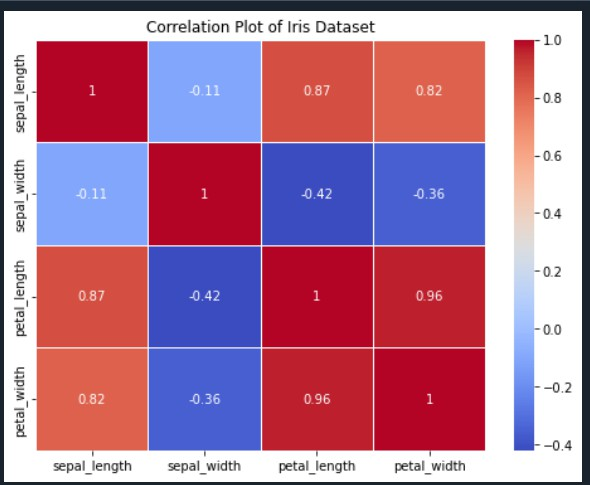 Correlation Plot of Iris Dataset
sepal_length
1 -0.11 0.87 0.82
sepal_width
-0.11 1 -0.42 -0.36
petal_length
0.87 -0.42 1 0.96
petal_width
0.82 -0.36 0.96 1
sepal_length sepal_width petal_length petal_width
1.0
0.8
0.6
0.4
0.2
0.0
−0.2
−0.4